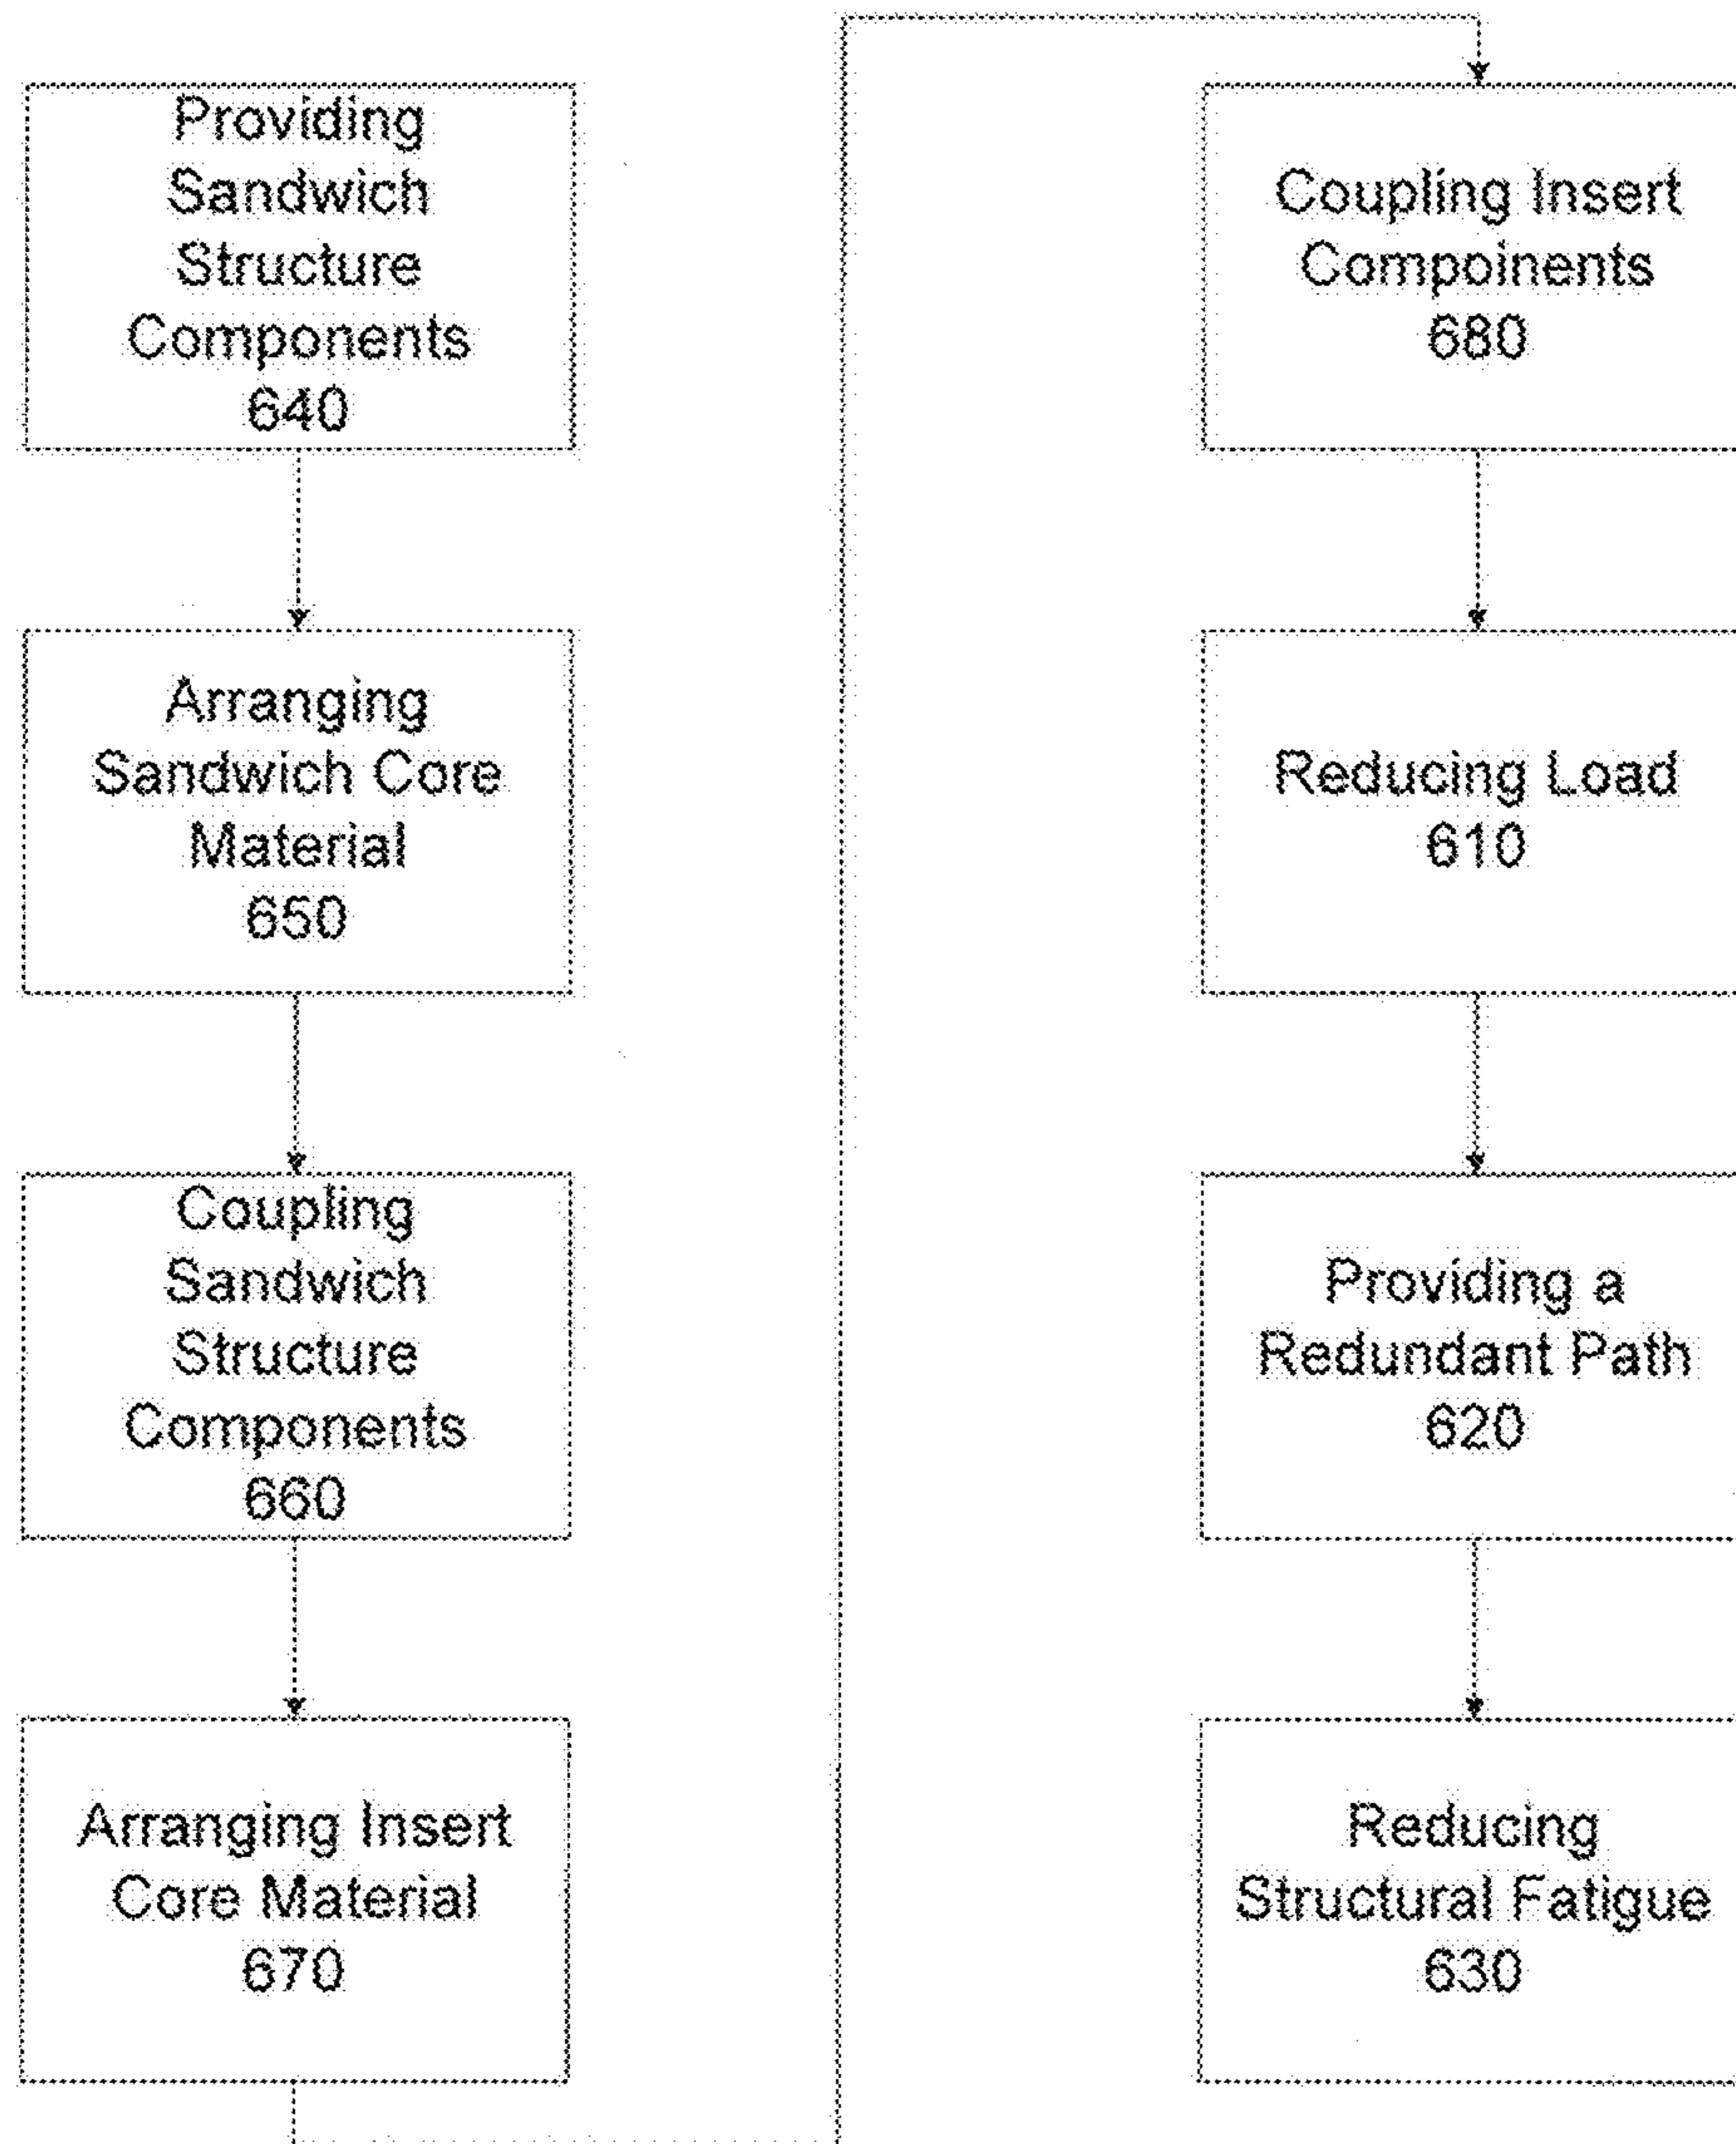 Providing
Sandwich
Structure
Components
640
Arranging
Sandwich Core
Material
650
Coupling
Sandwich
Structure
Components
660
Arranging Insert
Core Material
670
Coupling Insert
Compoinents
680
Reducing Load
610
Providing a
Redundant Path
620
Reducing
Structural Fatigue
630